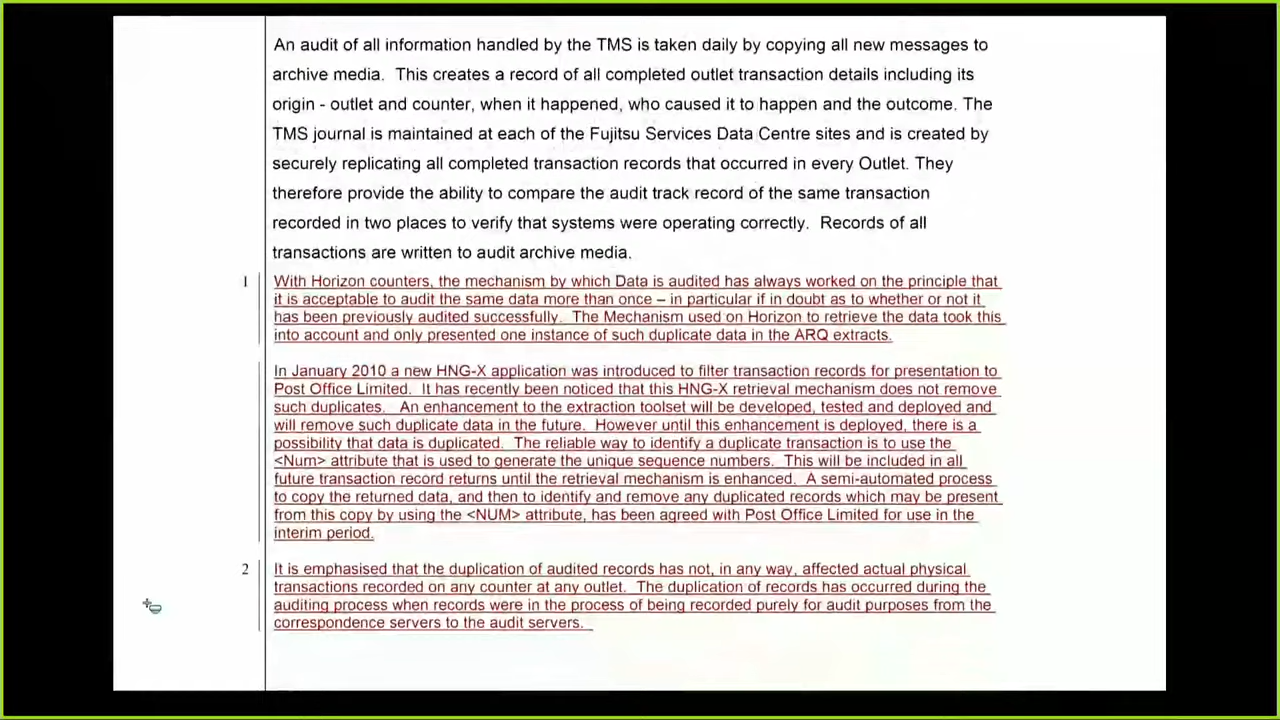 An audit of all information handled by the TMS is taken daily by copying all new messages to
archive media.  This creates a record of all completed outlet transaction details including its
origin - outlet and counter, when it happened, who caused it to happen and the outcome. The
TMS journal is maintained at each of the Fujitsu Services Data Centre sites and is created by
securely replicating all completed transaction records that occurred in every Outlet. They
therefore provide the ability to compare the audit track record of the same transaction
recorded in two places to verify that systems were operating correctly.  Records of all
transactions are written to audit archive media.
1 With Horizon counters, the mechanism by which Data is audited has always worked on the principle that
it is acceptable to audit the same data more than once – in particular if in doubt as to whether or not it
has been previously audited successfully.  The Mechanism used on Horizon to retrieve the data took this
into account and only presented one instance of such duplicate data in the ARQ extracts.
In January 2010 a new HNG-X application was introduced to filter transaction records for presentation to
Post Office Limited.  It has recently been noticed that this HNG-X retrieval mechanism does not remove
such duplicates.   An enhancement to the extraction toolset will be developed, tested and deployed and
will remove such duplicate data in the future.  However until this enhancement is deployed, there is a
possibility that data is duplicated.  The reliable way to identify a duplicate transaction is to use the
<Num> attribute that is used to generate the unique sequence numbers.  This will be included in all
future transaction record returns until the retrieval mechanism is enhanced.  A semi-automated process
to copy the returned data, and then to identify and remove any duplicated records which may be present
from this copy by using the <NUM> attribute, has been agreed with Post Office Limited for use in the
interim period.
2 It is emphasised that the duplication of audited records has not, in any way, affected actual physical
transactions recorded on any counter at any outlet.  The duplication of records has occurred during the
auditing process when records were in the process of being recorded purely for audit purposes from the
correspondence servers to the audit servers.